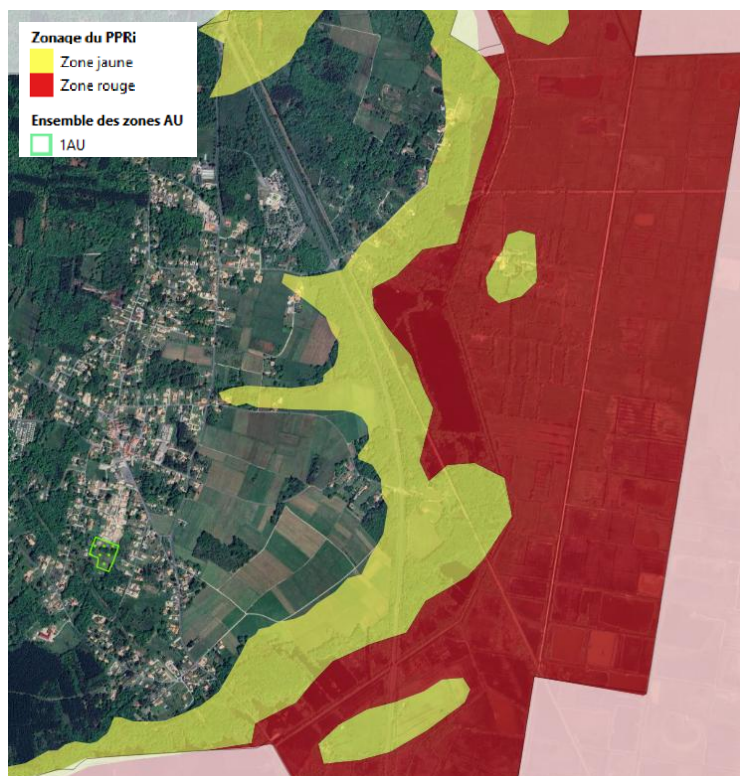 Zonage du PPRi
Zone jaune
Zone rouge
Ensemble des zones AU
1AU